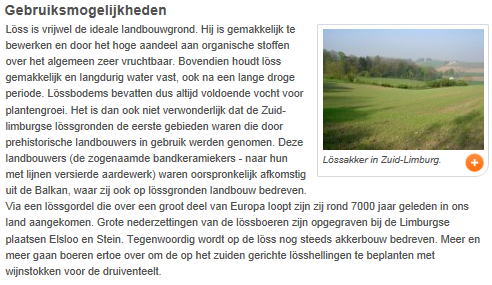 Gebruiksmogelijkheden
Löss is vrijwel de ideale landbouwgrond. Hij is gemakkelijk te
bewerken en door het hoge aandeel aan organische stoffen
over het algemeen zeer vruchtbaar. Bovendien houdt löss
gemakkelijk en langdurig water vast, ook na een lange droge
periode. Lössbodems bevatten dus altijd voldoende vocht voor
plantengroei. Het is dan ook niet verwonderlijk dat de Zuid-
limburgse lössgronden de eerste gebieden waren die door
prehistorische landbouwers in gebruik werden genomen. Deze
landbouwers (de zogenaamde bandkeramiekers - naar hun
met lijnen versierde aardewerk) waren oorspronkelijk afkomstig
uit de Balkan, waar zij ook op lössgronden landbouw bedreven.
Via een lössgordel die over een groot deel van Europa loopt zijn zij rond 7000 jaar geleden in ons
land aangekomen. Grote nederzettingen van de lössboeren zijn opgegraven bij de Limburgse
plaatsen Elsloo en Stein. Tegenwoordig wordt op de löss nog steeds akkerbouw bedreven. Meer en
meer gaan boeren ertoe over om de op het zuiden gerichte lösshellingen te beplanten met
wijnstokken voor de druiventeelt.
Lössakker in Zuid-Limburg.